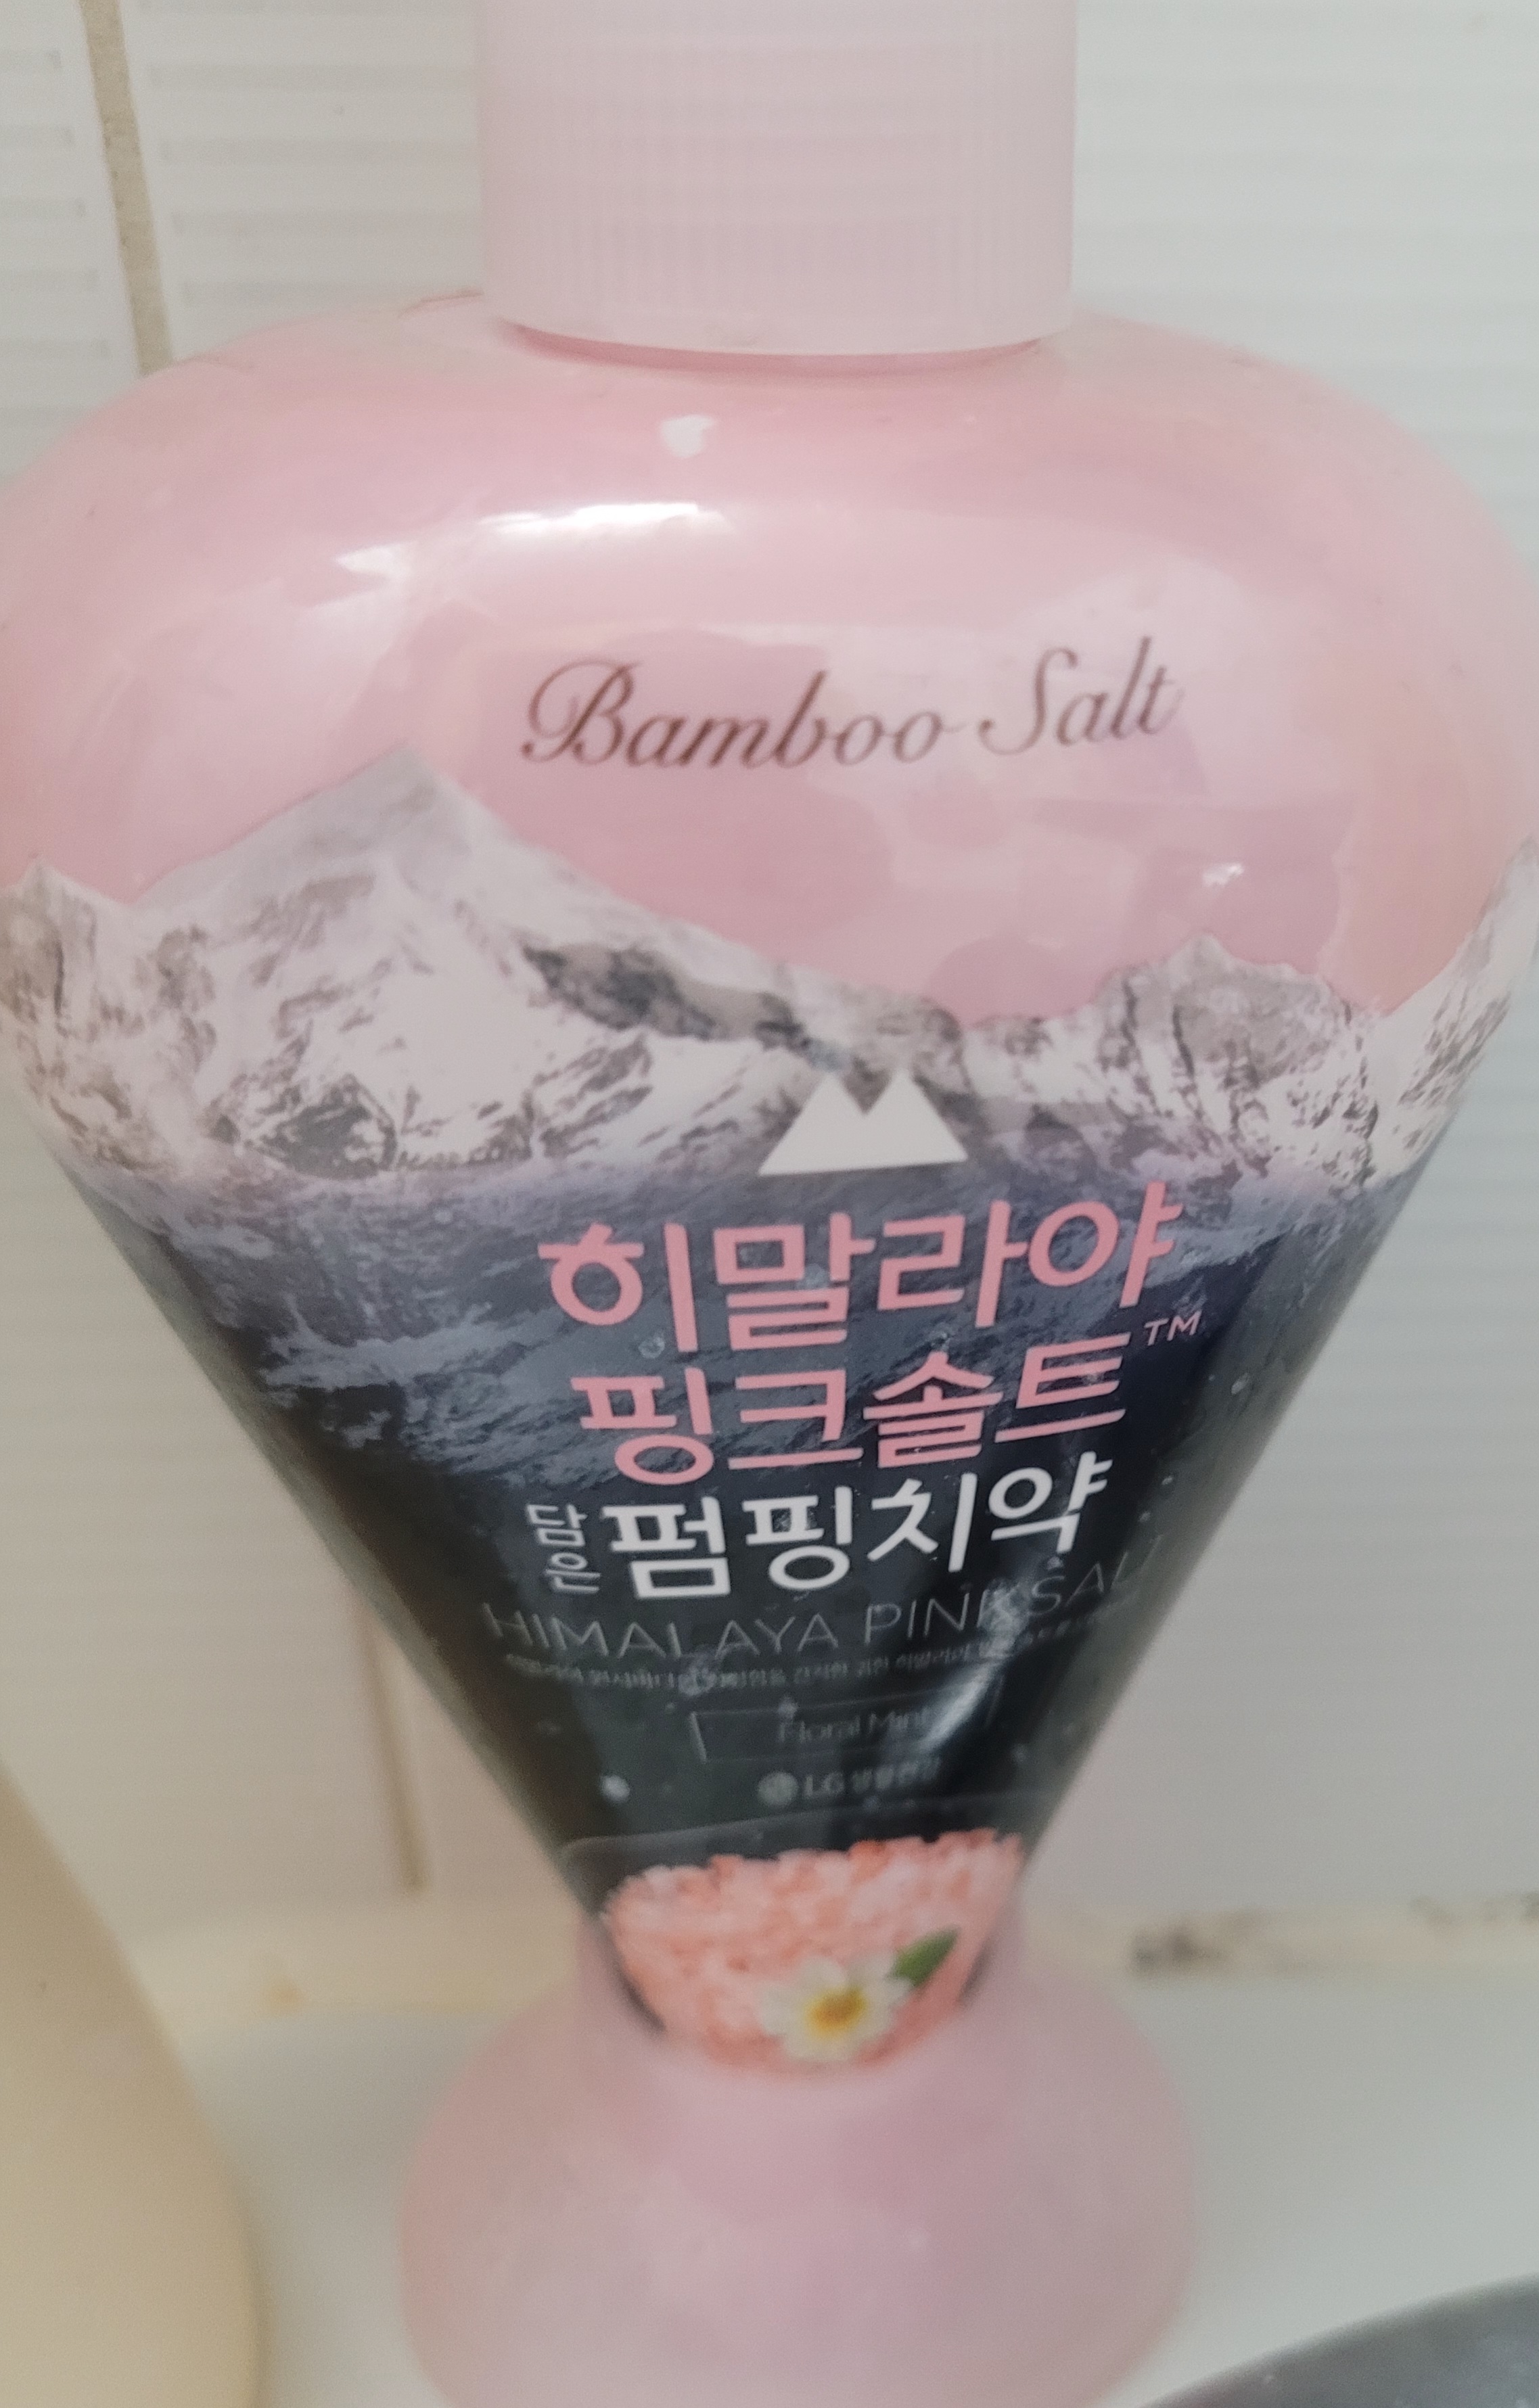 Bamboo Salt
히말라야
핑크솔트™
담은 펌핑치약
HIMALAYA PINK SALT
Floral Mint
LG 생활건강